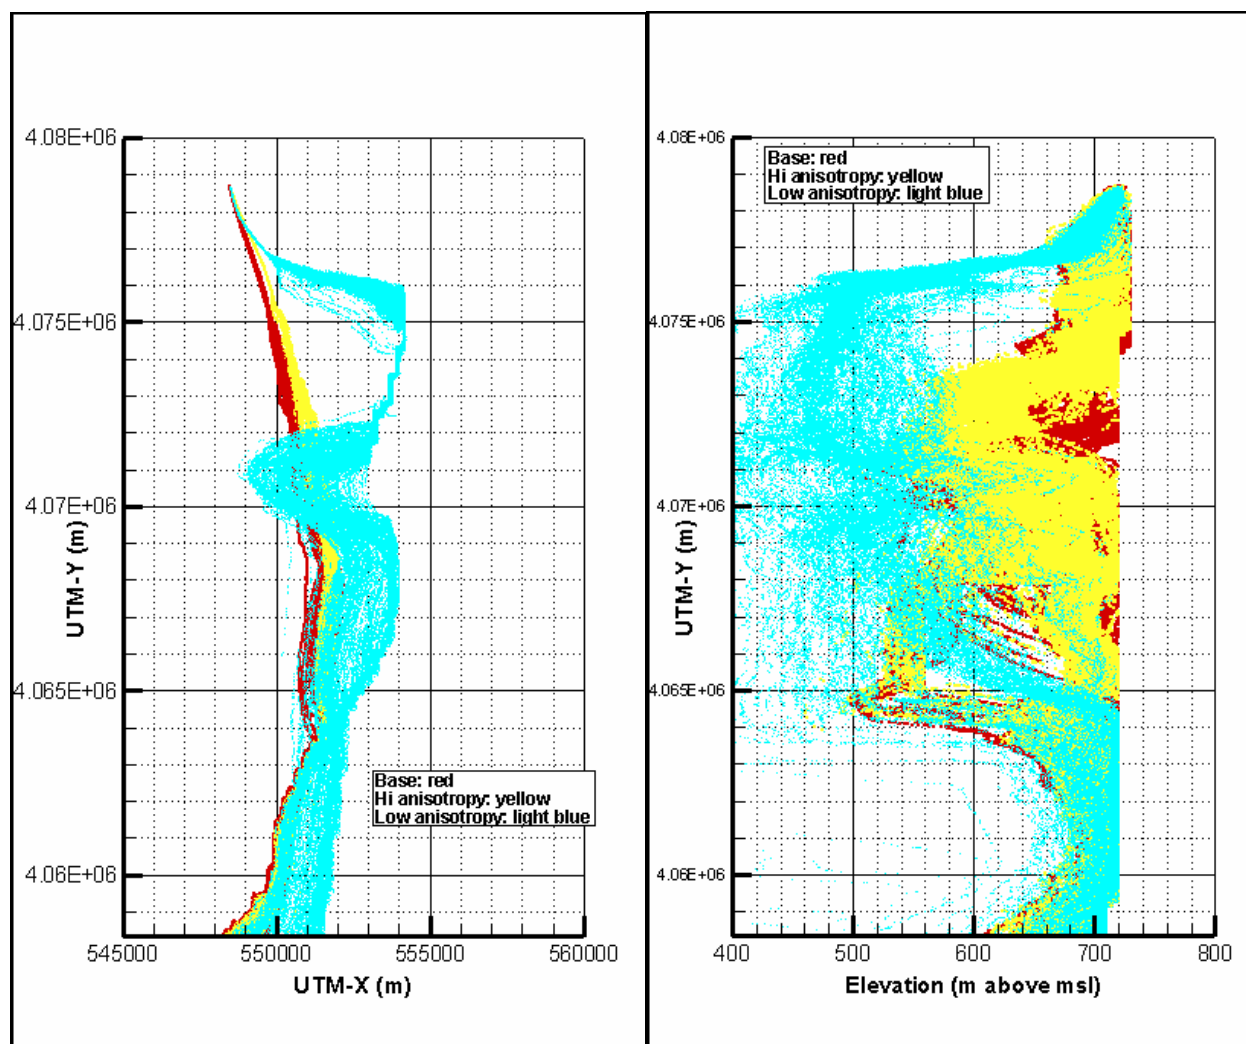 4.08E+06
4.075E+06
4.07E+06
4.065E+06
4.06E+06
UTM-Y (m)
Base: red
Hi anisotropy: yellow
Low anisotropy: light blue
545000 550000 555000 560000
UTM-X (m)
4.08E+06
4.075E+06
4.07E+06
4.065E+06
4.06E+06
UTM-Y (m)
Base: red
Hi anisotropy: yellow
Low anisotropy: light blue
400 500 600 700 800
Elevation (m above msl)